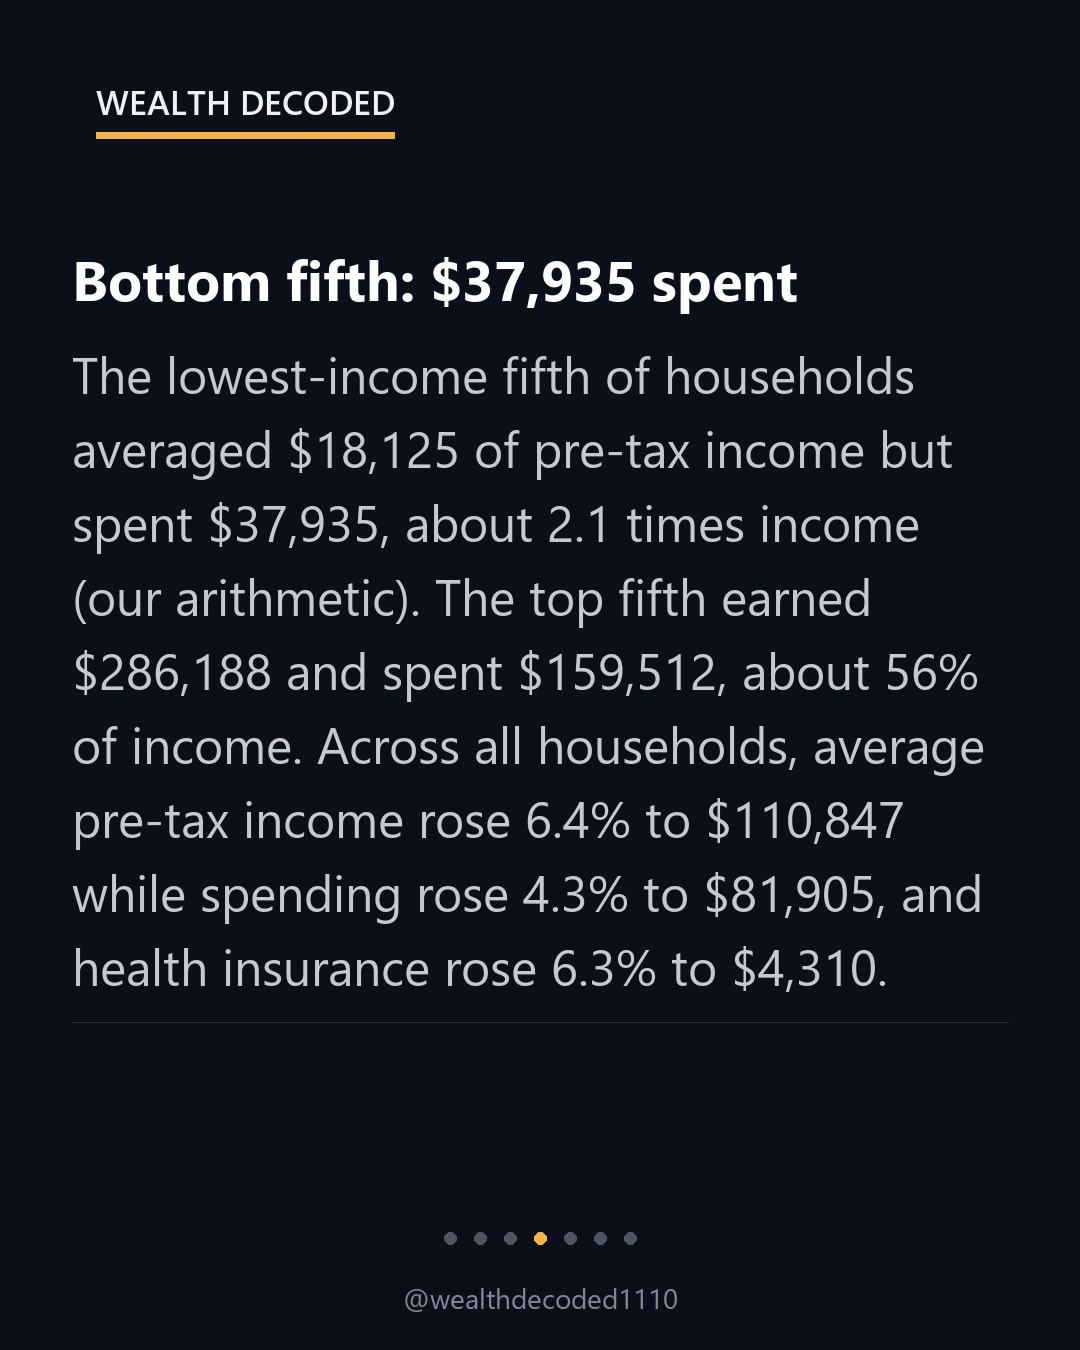 WEALTH DECODED
Bottom fifth: $37,935 spent
The lowest-income fifth of households
averaged $18,125 of pre-tax income but
spent $37,935, about 2.1 times income
(our arithmetic). The top fifth earned
$286,188 and spent $159,512, about 56%
of income. Across all households, average
pre-tax income rose 6.4% to $110,847
while spending rose 4.3% to $81,905, and
health insurance rose 6.3% to $4,310.
@wealthdecoded1110